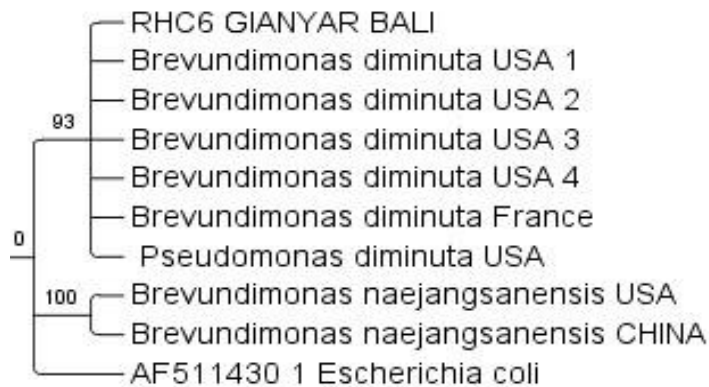 RHC6 GIANYAR BALI
Brevundimonas diminuta USA 1
Brevundimonas diminuta USA 2
93
Brevundimonas diminuta USA 3
Brevundimonas diminuta USA 4
Brevundimonas diminuta France
0
Pseudomonas diminuta USA
100
Brevundimonas naejangsanensis USA
Brevundimonas naejangsanensis CHINA
AF511430 1 Escherichia coli